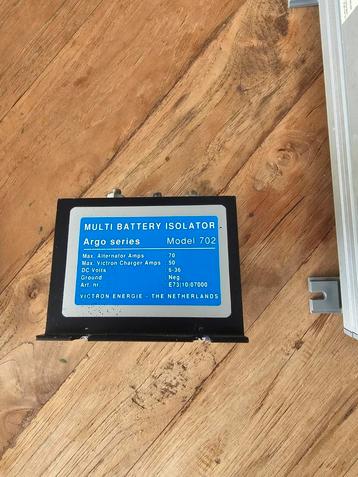 MULTI BATTERY ISOLATOR
Argo series Model 702
Max. Alternator Amps : 70
Max. Victron Charger Amps : 50
DC Volts : 6-36
Ground : Neg.
Art. nr. : E73|10|07000
VICTRON ENERGIE - THE NETHERLANDS